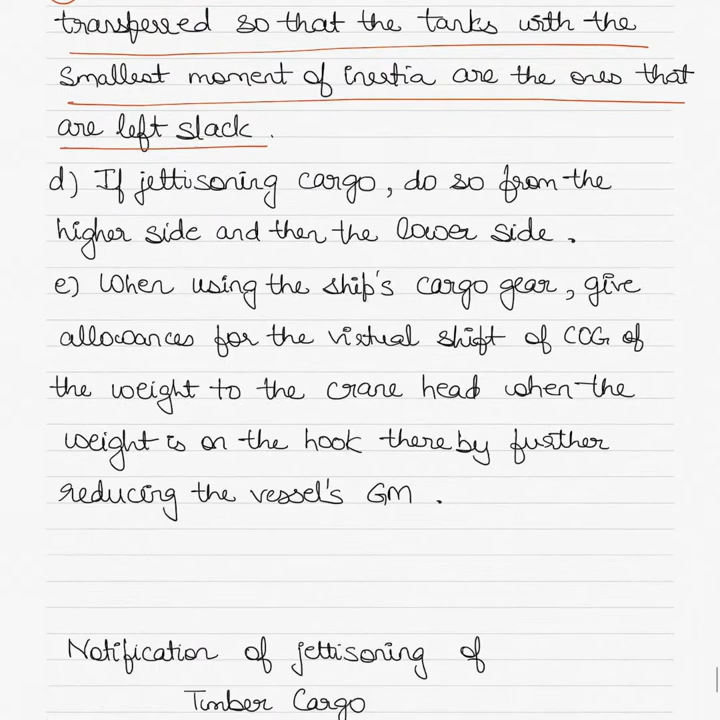 transferred so that the tanks with the
smallest moment of inertia are the ones that
are left slack.
d) If jettisoning cargo, do so from the
higher side and then the lower side.
e) When using the ship's cargo gear, give
allowances for the virtual shift of COG of
the weight to the crane head when the
weight is on the hook thereby further
reducing the vessel's GM.
Notification of jettisoning of
Timber Cargo